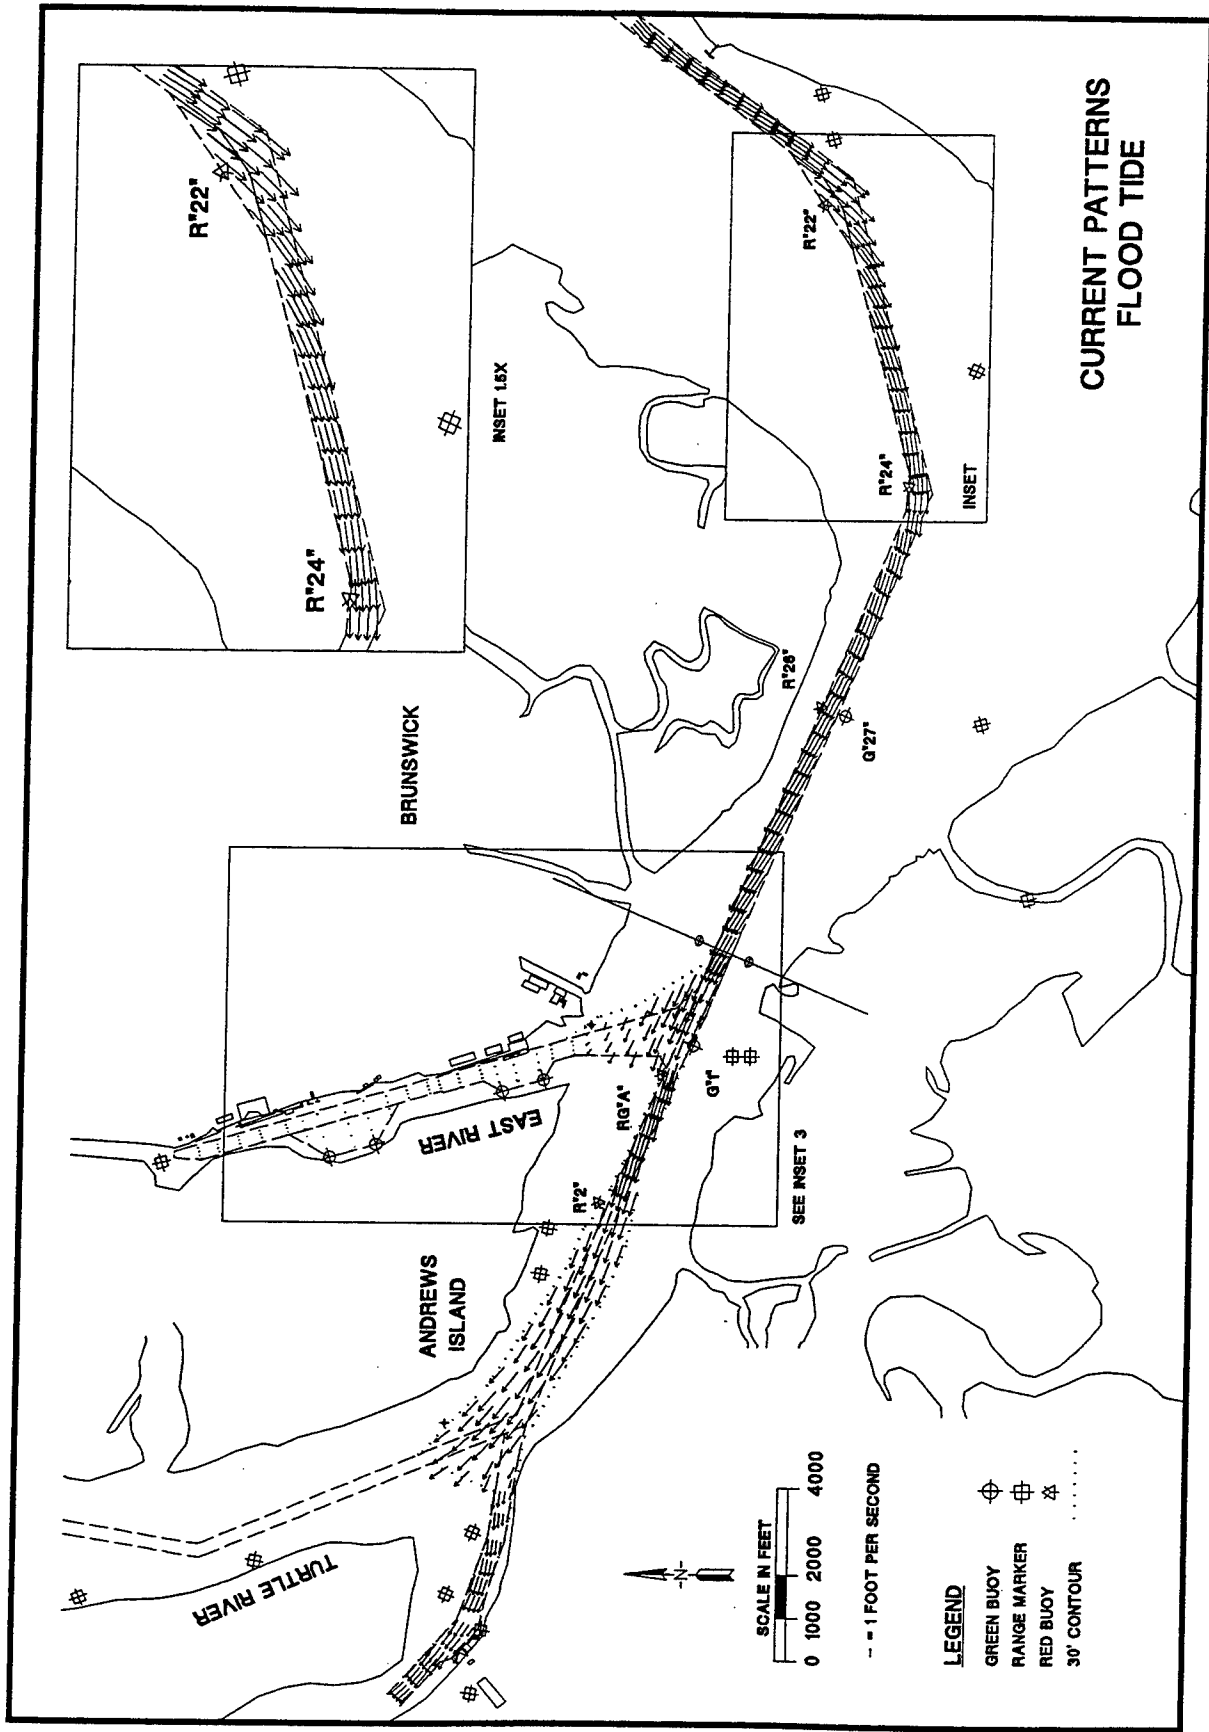 R"22"
R"24"
INSET 1.5X
BRUNSWICK
R"22"
R"24"
INSET
R"26"
G"27"
CURRENT PATTERNS
FLOOD TIDE
EAST RIVER
RG"A"
G"1"
R"2"
SEE INSET 3
ANDREWS
ISLAND
TURTLE RIVER
N
SCALE IN FEET
0 1000 2000 4000
-- = 1 FOOT PER SECOND
LEGEND
GREEN BUOY
RANGE MARKER
RED BUOY
30' CONTOUR